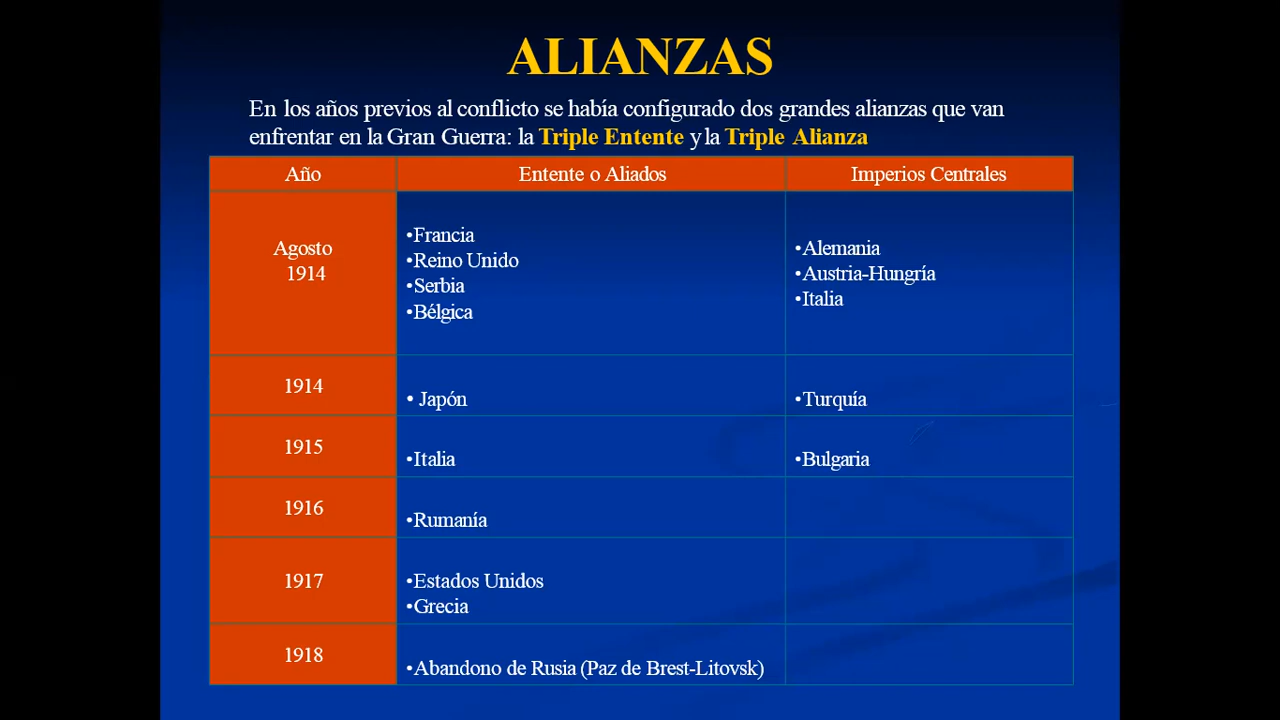 ALIANZAS
En los años previos al conflicto se había configurado dos grandes alianzas que van
enfrentar en la Gran Guerra: la Triple Entente y la Triple Alianza
Año
Entente o Aliados
Imperios Centrales
Agosto
1914
•Francia
•Reino Unido
•Serbia
•Bélgica
•Alemania
•Austria-Hungría
•Italia
1914
• Japón
•Turquía
1915
•Italia
•Bulgaria
1916
•Rumanía
1917
•Estados Unidos
•Grecia
1918
•Abandono de Rusia (Paz de Brest-Litovsk)